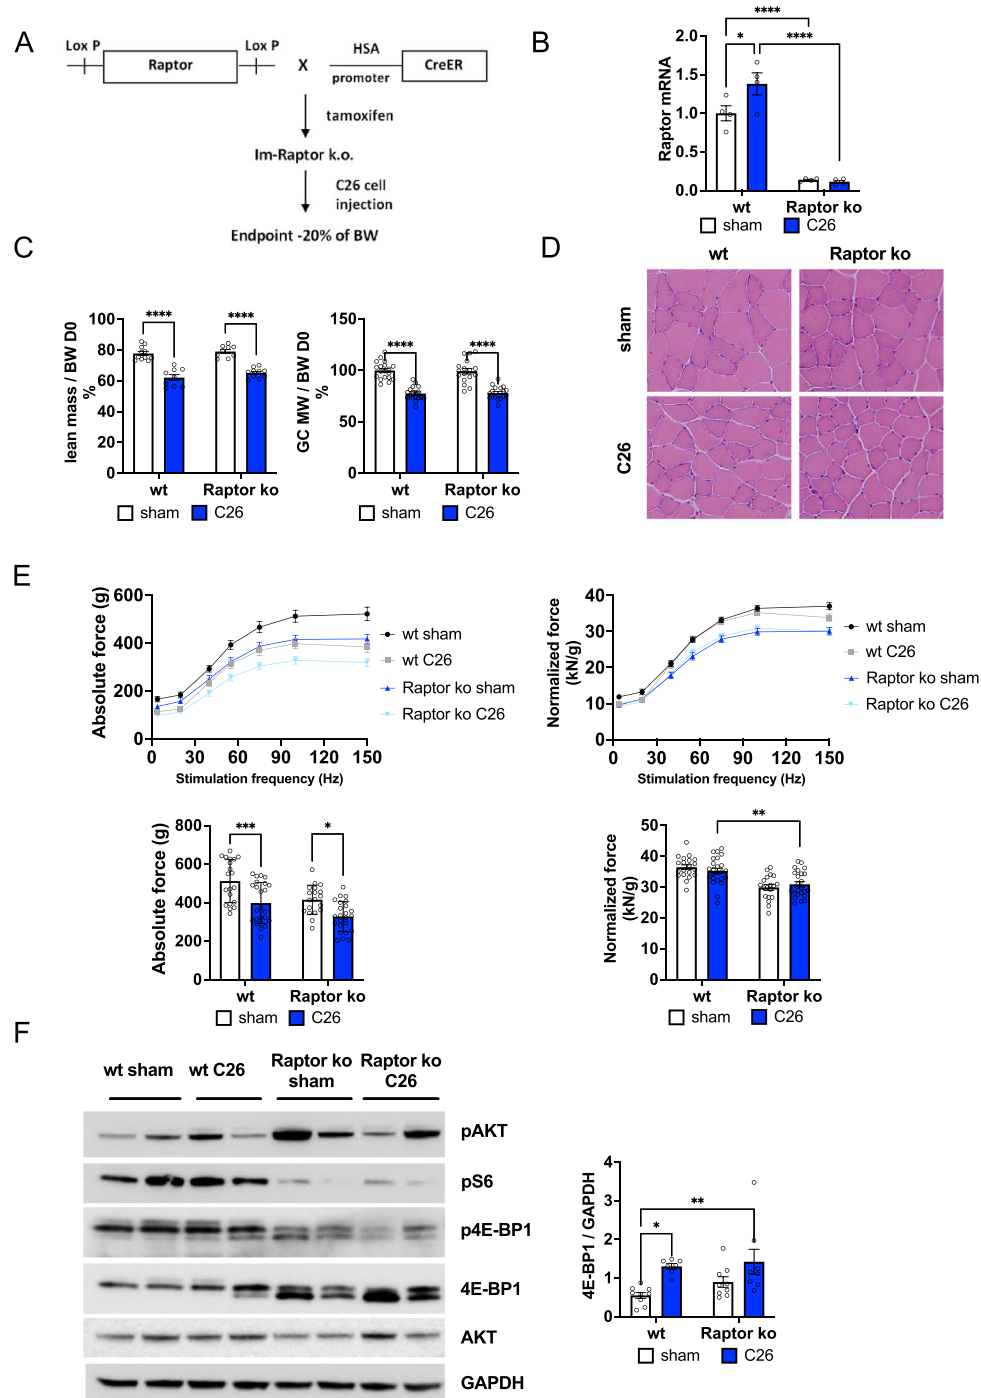 A
Lox P
Raptor
Lox P
X
HSA
promoter
CreER
tamoxifen
Im-Raptor k.o.
C26 cell
injection
Endpoint -20% of BW
B
****
*
****
Raptor mRNA
2.0
1.5
1.0
0.5
0.0
wt
Raptor ko
sham
C26
C
lean mass / BW D0
%
100
80
60
40
20
0
****
****
wt
Raptor ko
sham
C26
GC MW / BW D0
%
150
100
50
0
****
****
wt
Raptor ko
sham
C26
D
wt
Raptor ko
sham
C26
E
Absolute force (g)
600
400
200
0
0
30
60
90
120
150
Stimulation frequency (Hz)
wt sham
wt C26
Raptor ko sham
Raptor ko C26
Normalized force
(kN/g)
40
30
20
10
0
0
30
60
90
120
150
Stimulation frequency (Hz)
wt sham
wt C26
Raptor ko sham
Raptor ko C26
Absolute force (g)
800
600
400
200
0
***
*
wt
Raptor ko
sham
C26
Normalized force
(kN/g)
50
40
30
20
10
0
**
wt
Raptor ko
sham
C26
F
wt sham
wt C26
Raptor ko
sham
Raptor ko
C26
pAKT
pS6
p4E-BP1
4E-BP1
AKT
GAPDH
4E-BP1 / GAPDH
4
3
2
1
0
*
**
wt
Raptor ko
sham
C26